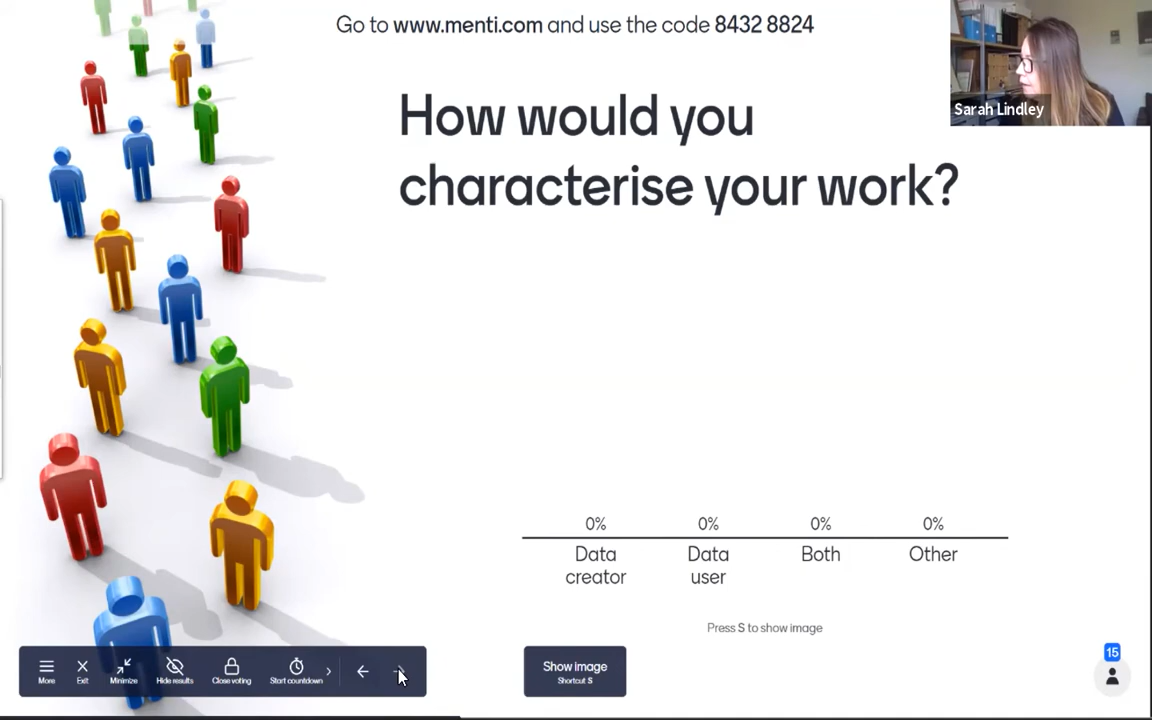 Go to www.menti.com and use the code 8432 8824
Sarah Lindley
How would you
characterise your work?
0% 0% 0% 0%
Data creator Data user Both Other
Press S to show image
More Exit Minimize Hide results Close voting Start countdown
Show image
Shortcut S
15